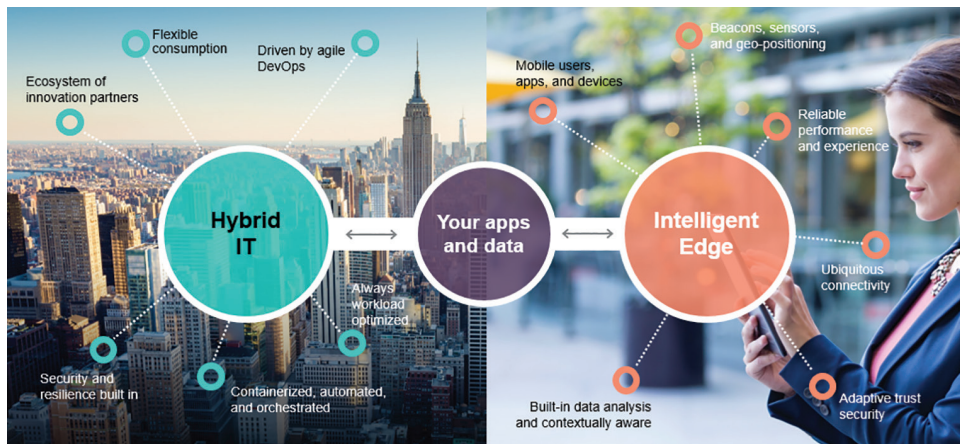 Flexible
consumption
Driven by agile
DevOps
Ecosystem of
innovation partners
Hybrid
IT
Always
workload
optimized
Security and
resilience built in
Containerized, automated,
and orchestrated
Your apps
and data
Beacons, sensors,
and geo-positioning
Mobile users,
apps, and devices
Reliable
performance
and experience
Intelligent
Edge
Ubiquitous
connectivity
Built-in data analysis
and contextually aware
Adaptive trust
security